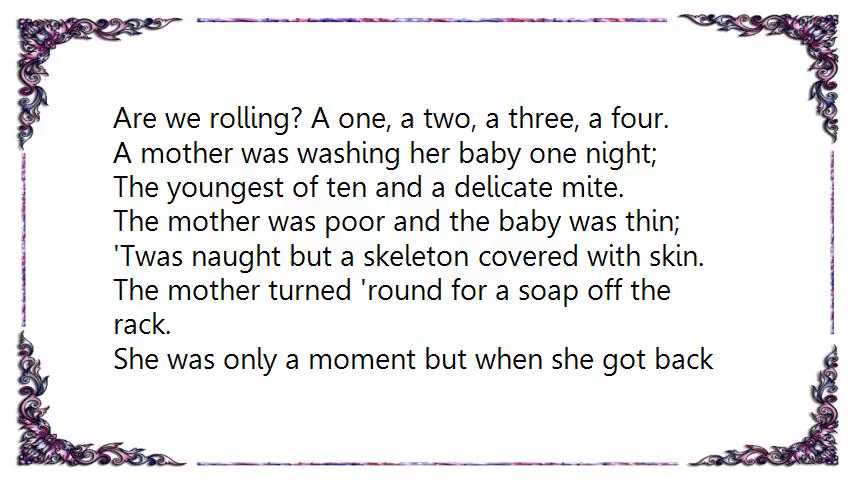 Are we rolling? A one, a two, a three, a four.
A mother was washing her baby one night;
The youngest of ten and a delicate mite.
The mother was poor and the baby was thin;
'Twas naught but a skeleton covered with skin.
The mother turned 'round for a soap off the
rack.
She was only a moment but when she got back